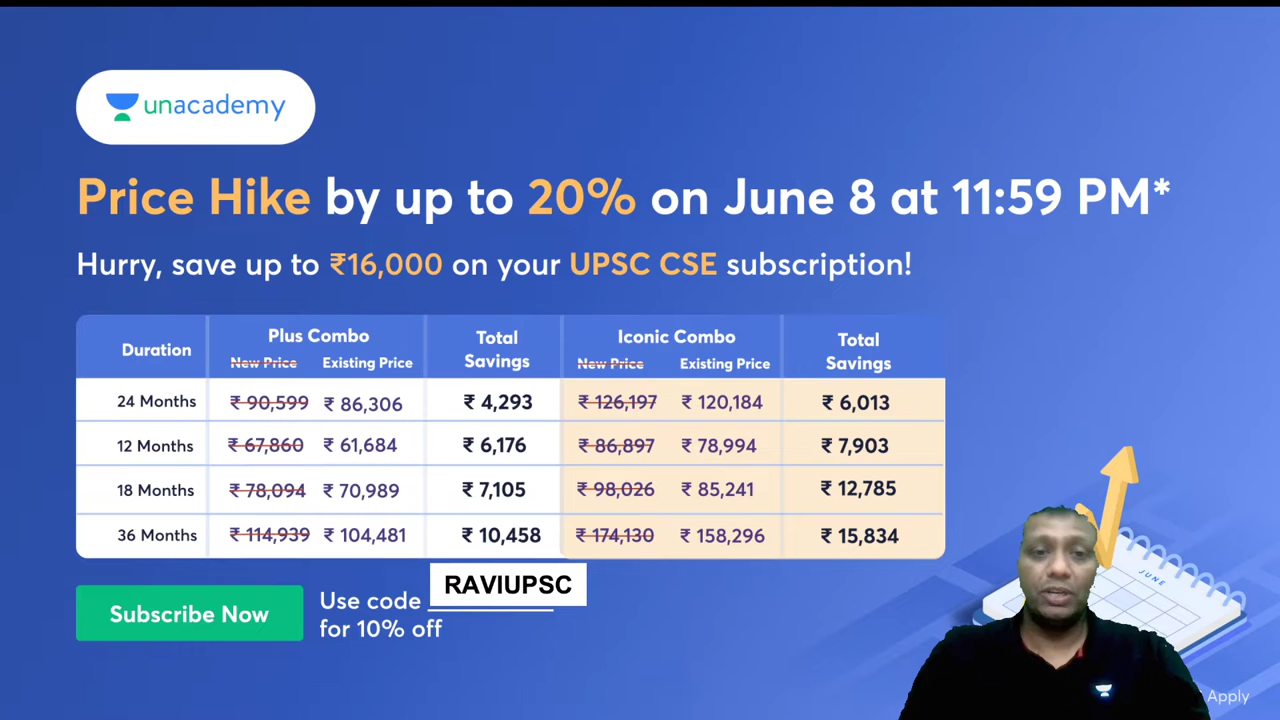 unacademy
Price Hike by up to 20% on June 8 at 11:59 PM*
Hurry, save up to ₹16,000 on your UPSC CSE subscription!
Duration Plus Combo Total Savings Iconic Combo Total Savings
New Price Existing Price New Price Existing Price
24 Months ₹ 90,599 ₹ 86,306 ₹ 4,293 ₹ 126,197 ₹ 120,184 ₹ 6,013
12 Months ₹ 67,860 ₹ 61,684 ₹ 6,176 ₹ 86,897 ₹ 78,994 ₹ 7,903
18 Months ₹ 78,094 ₹ 70,989 ₹ 7,105 ₹ 98,026 ₹ 85,241 ₹ 12,785
36 Months ₹ 114,939 ₹ 104,481 ₹ 10,458 ₹ 174,130 ₹ 158,296 ₹ 15,834
Subscribe Now
Use code RAVIUPSC
for 10% off
JUNE
Apply